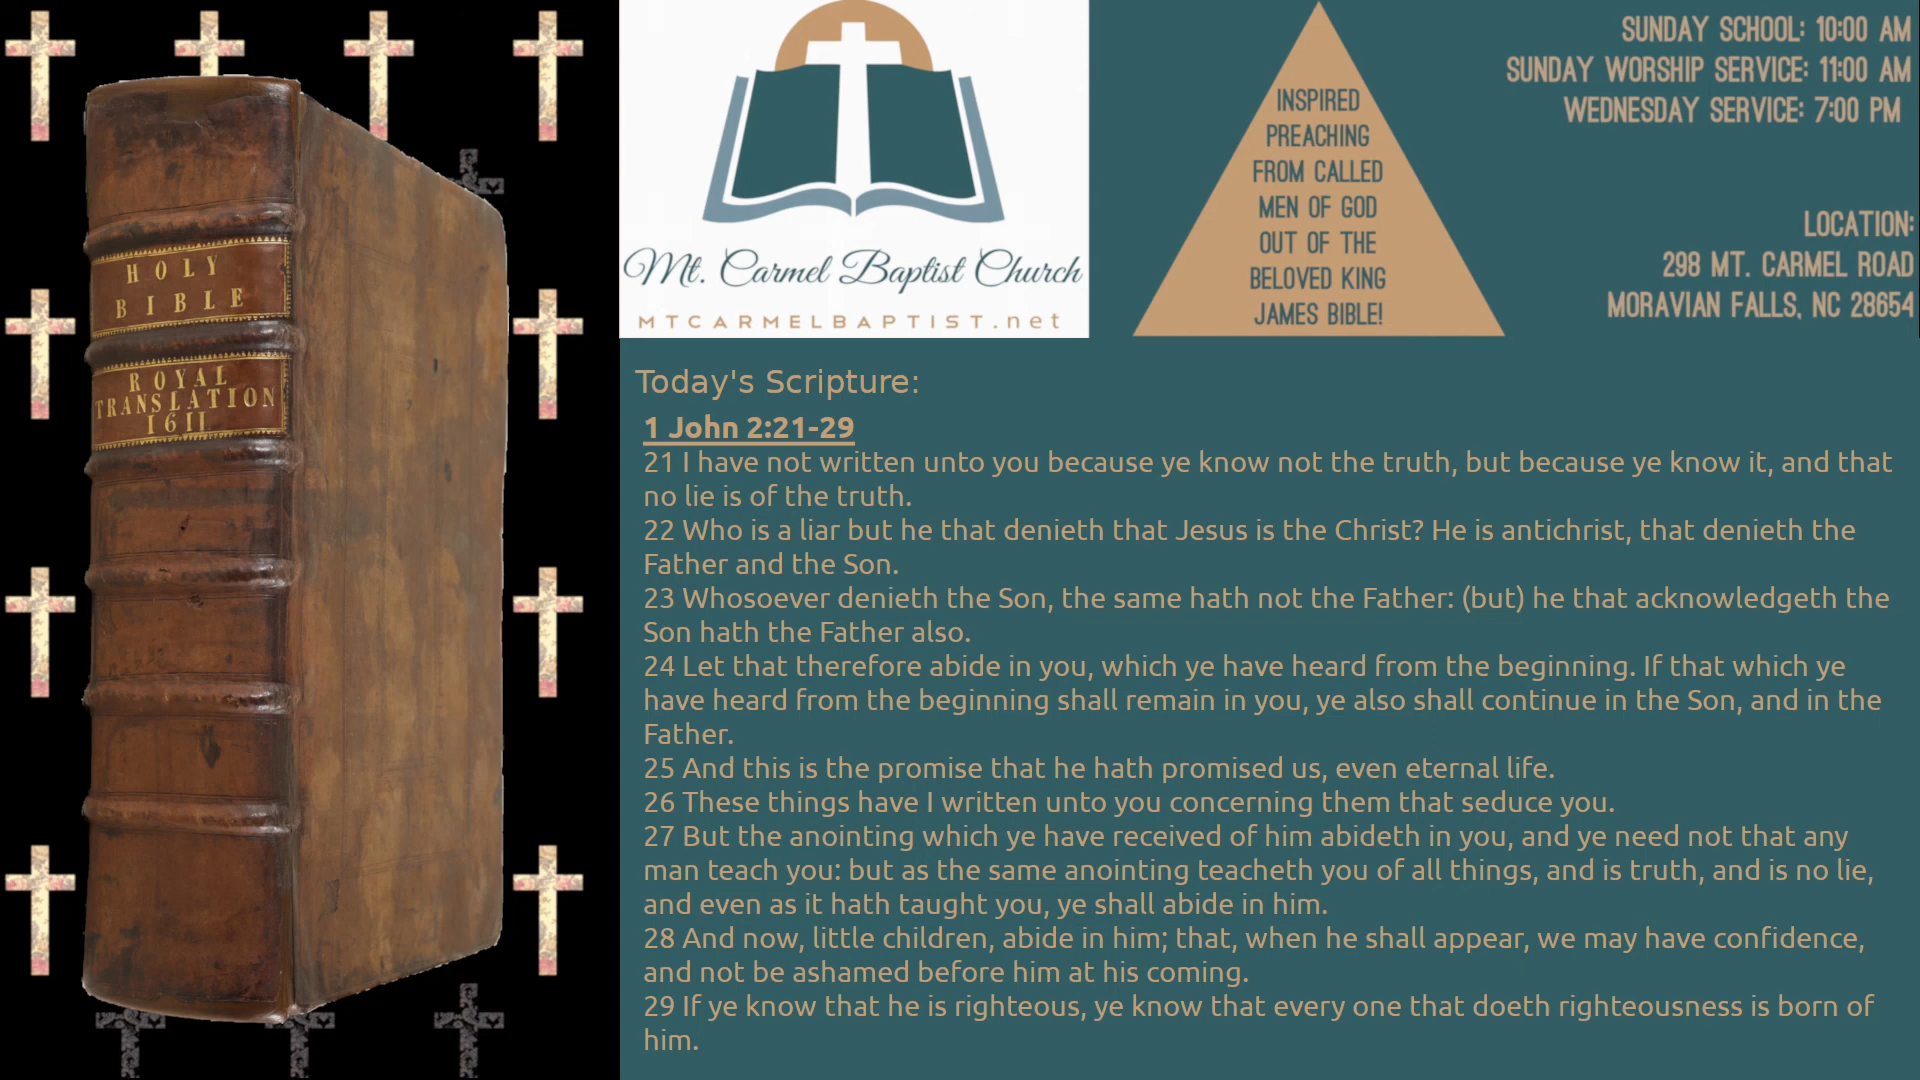 HOLY
BIBLE
ROYAL
TRANSLATION
1611
Mt. Carmel Baptist Church
MTCARMELBAPTIST.net
INSPIRED
PREACHING
FROM CALLED
MEN OF GOD
OUT OF THE
BELOVED KING
JAMES BIBLE!
SUNDAY SCHOOL: 10:00 AM
SUNDAY WORSHIP SERVICE: 11:00 AM
WEDNESDAY SERVICE: 7:00 PM
LOCATION:
298 MT. CARMEL ROAD
MORAVIAN FALLS, NC 28654
Today's Scripture:
1 John 2:21-29
21 I have not written unto you because ye know not the truth, but because ye know it, and that
no lie is of the truth.
22 Who is a liar but he that denieth that Jesus is the Christ? He is antichrist, that denieth the
Father and the Son.
23 Whosoever denieth the Son, the same hath not the Father: (but) he that acknowledgeth the
Son hath the Father also.
24 Let that therefore abide in you, which ye have heard from the beginning. If that which ye
have heard from the beginning shall remain in you, ye also shall continue in the Son, and in the
Father.
25 And this is the promise that he hath promised us, even eternal life.
26 These things have I written unto you concerning them that seduce you.
27 But the anointing which ye have received of him abideth in you, and ye need not that any
man teach you: but as the same anointing teacheth you of all things, and is truth, and is no lie,
and even as it hath taught you, ye shall abide in him.
28 And now, little children, abide in him; that, when he shall appear, we may have confidence,
and not be ashamed before him at his coming.
29 If ye know that he is righteous, ye know that every one that doeth righteousness is born of
him.